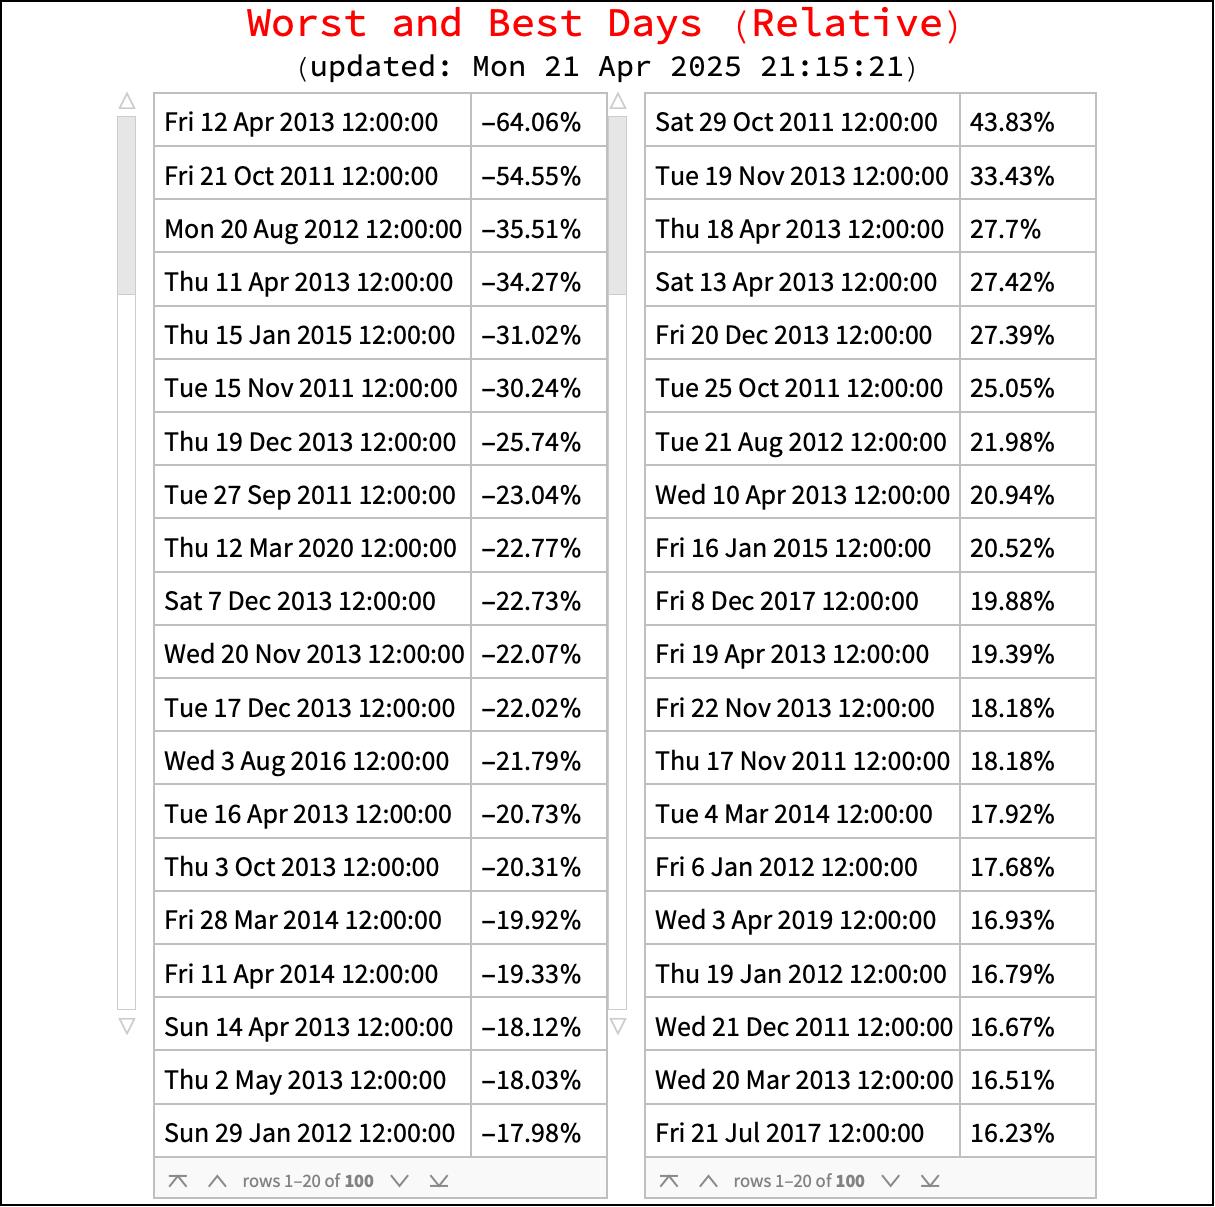 Worst and Best Days (Relative)
(updated: Mon 21 Apr 2025 21:15:21)
Fri 12 Apr 2013 12:00:00 –64.06%
Fri 21 Oct 2011 12:00:00 –54.55%
Mon 20 Aug 2012 12:00:00 –35.51%
Thu 11 Apr 2013 12:00:00 –34.27%
Thu 15 Jan 2015 12:00:00 –31.02%
Tue 15 Nov 2011 12:00:00 –30.24%
Thu 19 Dec 2013 12:00:00 –25.74%
Tue 27 Sep 2011 12:00:00 –23.04%
Thu 12 Mar 2020 12:00:00 –22.77%
Sat 7 Dec 2013 12:00:00 –22.73%
Wed 20 Nov 2013 12:00:00 –22.07%
Tue 17 Dec 2013 12:00:00 –22.02%
Wed 3 Aug 2016 12:00:00 –21.79%
Tue 16 Apr 2013 12:00:00 –20.73%
Thu 3 Oct 2013 12:00:00 –20.31%
Fri 28 Mar 2014 12:00:00 –19.92%
Fri 11 Apr 2014 12:00:00 –19.33%
Sun 14 Apr 2013 12:00:00 –18.12%
Thu 2 May 2013 12:00:00 –18.03%
Sun 29 Jan 2012 12:00:00 –17.98%
rows 1–20 of 100
Sat 29 Oct 2011 12:00:00 43.83%
Tue 19 Nov 2013 12:00:00 33.43%
Thu 18 Apr 2013 12:00:00 27.7%
Sat 13 Apr 2013 12:00:00 27.42%
Fri 20 Dec 2013 12:00:00 27.39%
Tue 25 Oct 2011 12:00:00 25.05%
Tue 21 Aug 2012 12:00:00 21.98%
Wed 10 Apr 2013 12:00:00 20.94%
Fri 16 Jan 2015 12:00:00 20.52%
Fri 8 Dec 2017 12:00:00 19.88%
Fri 19 Apr 2013 12:00:00 19.39%
Fri 22 Nov 2013 12:00:00 18.18%
Thu 17 Nov 2011 12:00:00 18.18%
Tue 4 Mar 2014 12:00:00 17.92%
Fri 6 Jan 2012 12:00:00 17.68%
Wed 3 Apr 2019 12:00:00 16.93%
Thu 19 Jan 2012 12:00:00 16.79%
Wed 21 Dec 2011 12:00:00 16.67%
Wed 20 Mar 2013 12:00:00 16.51%
Fri 21 Jul 2017 12:00:00 16.23%
rows 1–20 of 100